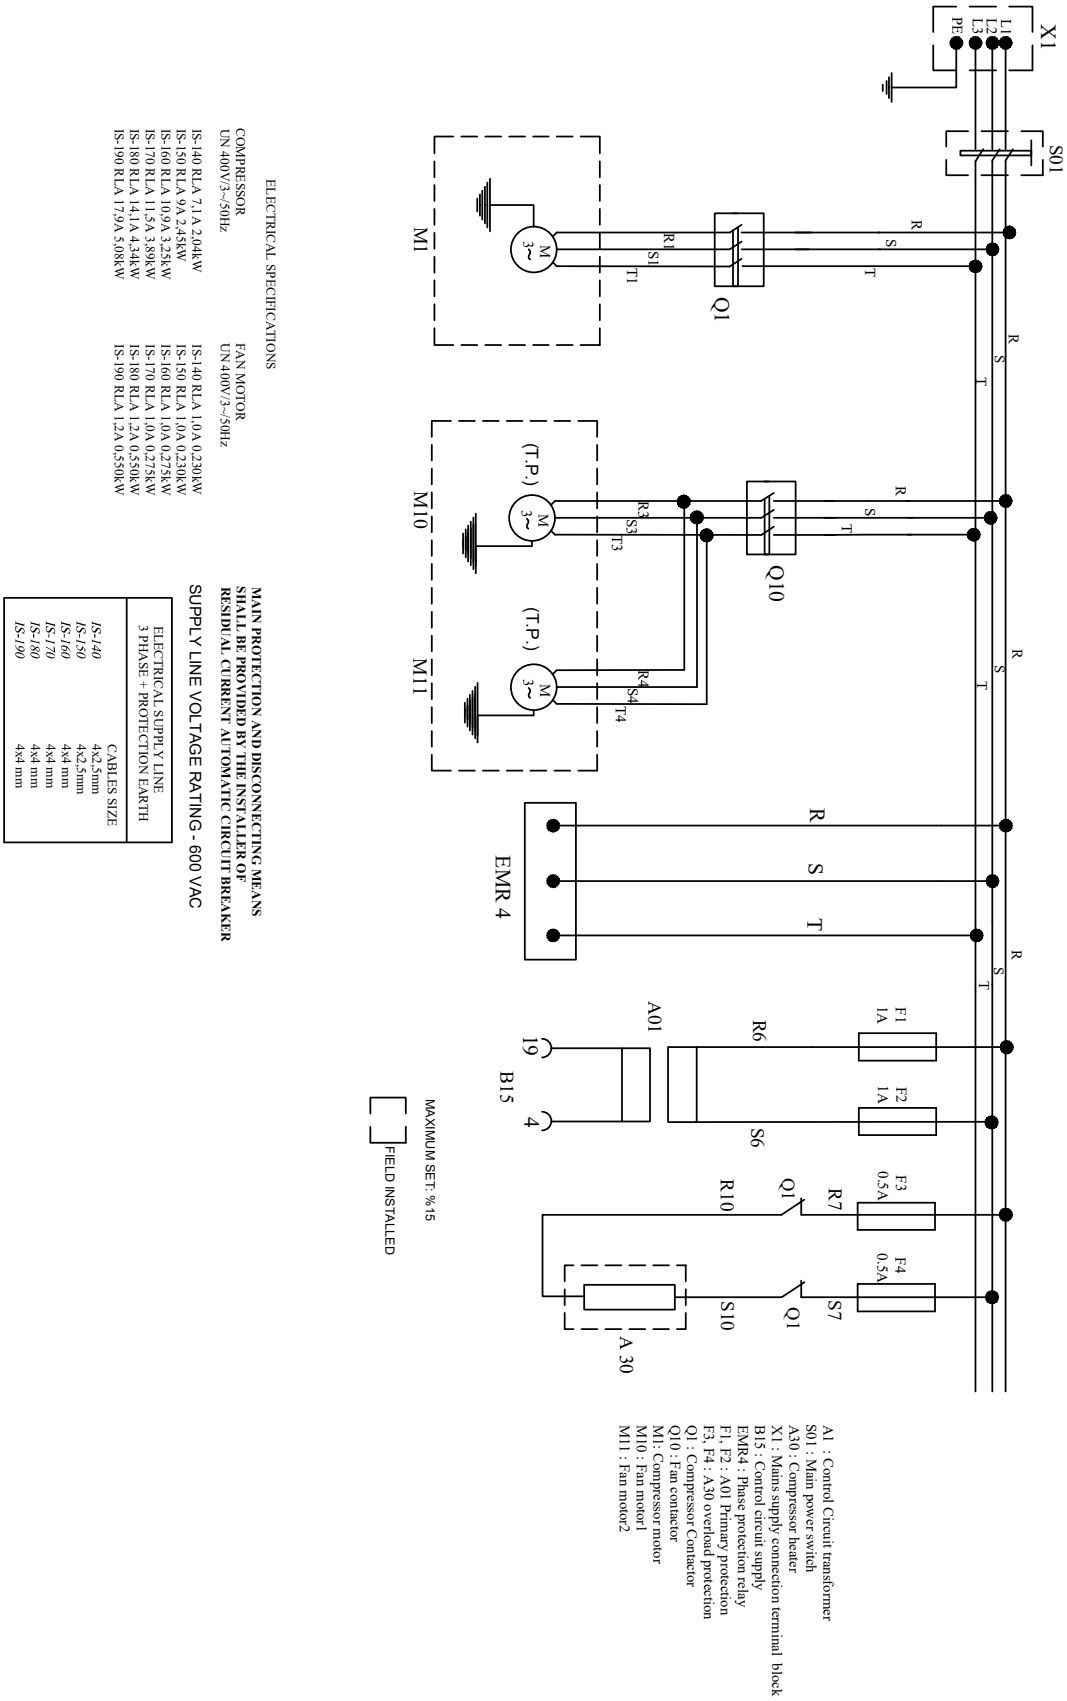 X1
L1
L2
L3
PE
S01
R
S
T
R
S
T
Q1
R1
S1
T1
M
3~
M1
R
S
T
Q10
R3
S3
T3
(T.P.)
M
3~
M10
R4
S4
T4
(T.P.)
M
3~
M11
R
S
T
R
S
T
EMR 4
R
S
T
F1
1A
F2
1A
R6
S6
A01
19
4
B15
F3
0.5A
F4
0.5A
R7
S7
Q1
Q1
R10
S10
A 30
A1 : Control Circuit transformer
S01 : Main power switch
A30 : Compressor heater
X1 : Mains supply connection terminal block
B15 : Control circuit supply
EMR4 : Phase protection relay
F1, F2 : A01 Primary protection
F3, F4 : A30 overload protection
Q1 : Compressor Contactor
Q10 : Fan contactor
M1: Compressor motor
M10 : Fan motor1
M11 : Fan motor2
MAXIMUM SET: %15
FIELD INSTALLED
ELECTRICAL SPECIFICATIONS
COMPRESSOR
UN 400V/3~/50Hz
IS-140 RLA 7,1A 2,04kW
IS-150 RLA 9A 2,45kW
IS-160 RLA 10,9A 3,25kW
IS-170 RLA 11,5A 3,89kW
IS-180 RLA 14,1A 4,34kW
IS-190 RLA 17,9A 5,08kW
FAN MOTOR
UN 400V/3~/50Hz
IS-140 RLA 1,0 A 0,230kW
IS-150 RLA 1,0A 0,230kW
IS-160 RLA 1,0A 0,275kW
IS-170 RLA 1,0A 0,275kW
IS-180 RLA 1,2A 0,550kW
IS-190 RLA 1,2A 0,550kW
MAIN PROTECTION AND DISCONNECTING MEANS
SHALL BE PROVIDED BY THE INSTALLER OF
RESIDUAL CURRENT AUTOMATIC CIRCUIT BREAKER
SUPPLY LINE VOLTAGE RATING - 600 VAC
ELECTRICAL SUPPLY LINE
3 PHASE + PROTECTION EARTH
CABLES SIZE
IS-140 4x2,5mm
IS-150 4x2,5mm
IS-160 4x4 mm
IS-170 4x4 mm
IS-180 4x4 mm
IS-190 4x4 mm